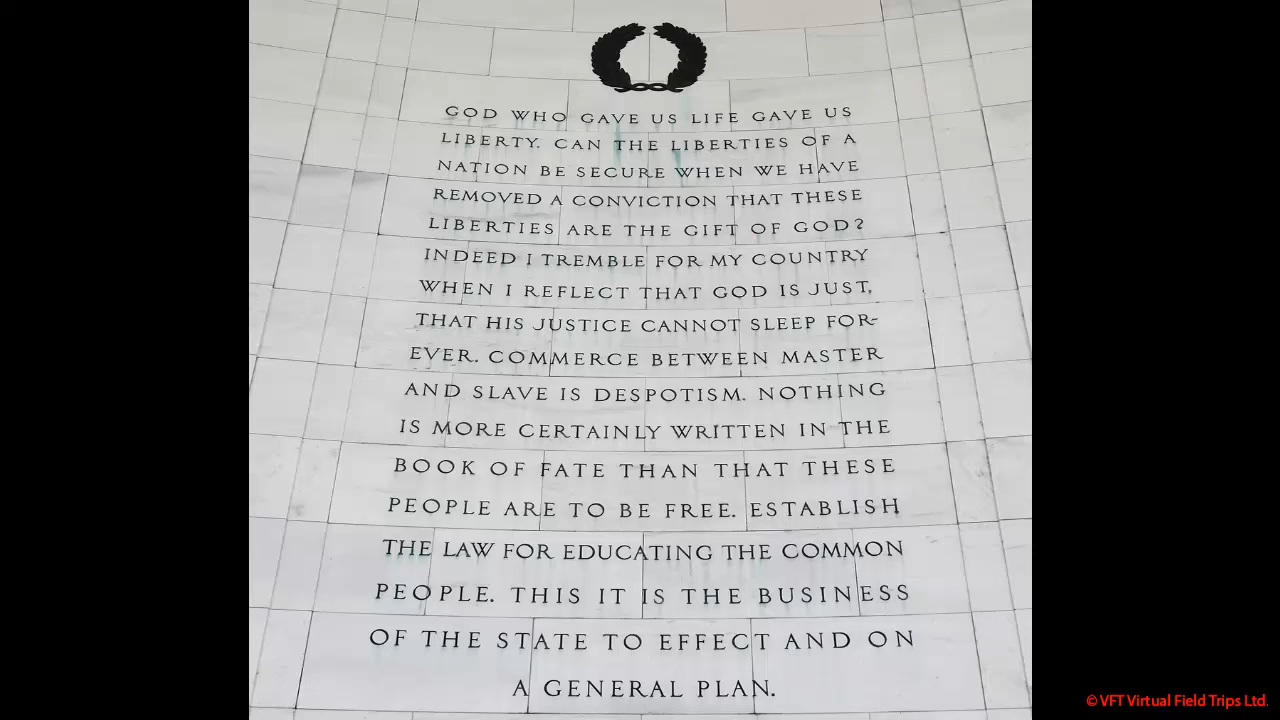 GOD WHO GAVE US LIFE GAVE US
LIBERTY. CAN THE LIBERTIES OF A
NATION BE SECURE WHEN WE HAVE
REMOVED A CONVICTION THAT THESE
LIBERTIES ARE THE GIFT OF GOD?
INDEED I TREMBLE FOR MY COUNTRY
WHEN I REFLECT THAT GOD IS JUST,
THAT HIS JUSTICE CANNOT SLEEP FOR-
EVER. COMMERCE BETWEEN MASTER
AND SLAVE IS DESPOTISM. NOTHING
IS MORE CERTAINLY WRITTEN IN THE
BOOK OF FATE THAN THAT THESE
PEOPLE ARE TO BE FREE. ESTABLISH
THE LAW FOR EDUCATING THE COMMON
PEOPLE. THIS IT IS THE BUSINESS
OF THE STATE TO EFFECT AND ON
A GENERAL PLAN.
© VFT Virtual Field Trips Ltd.